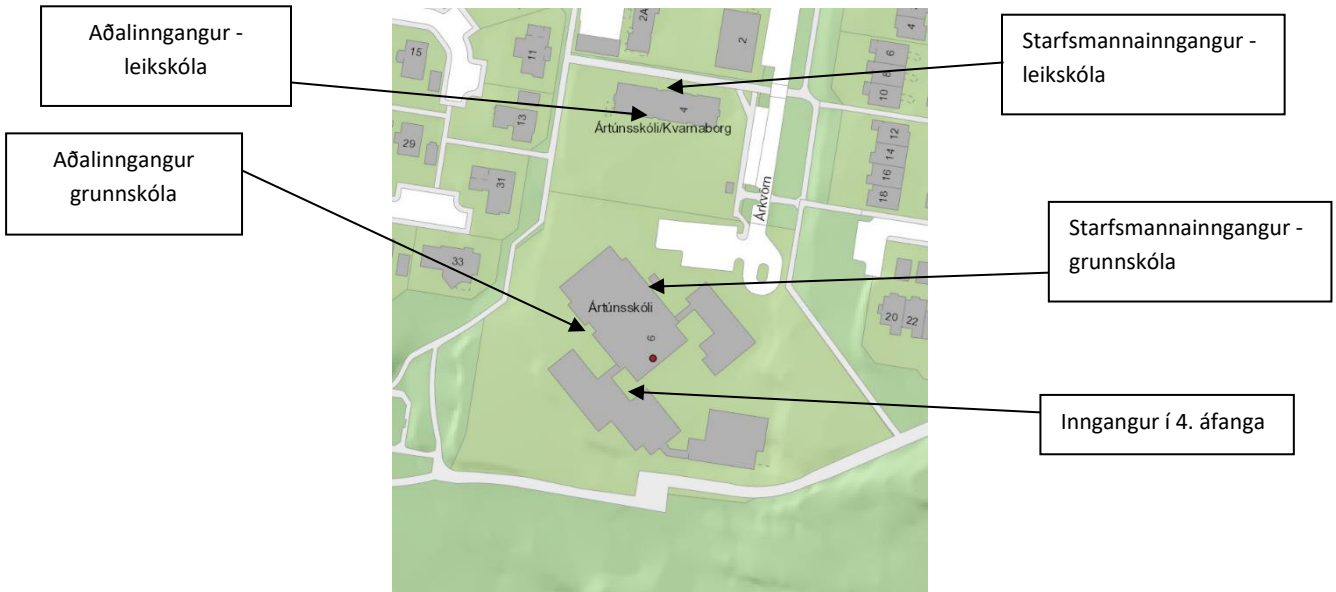 Aðalinngangur -
leikskóla
Starfsmannainngangur -
leikskóla
Aðalinngangur
grunnskóla
Starfsmannainngangur -
grunnskóla
Inngangur í 4. áfanga
15
11
2A
2
4
6
8
10
13
4
Ártúnsskóli/Kvarnaborg
29
31
12
14
16
18
Árkvörn
33
Ártúnsskóli
6
20
22